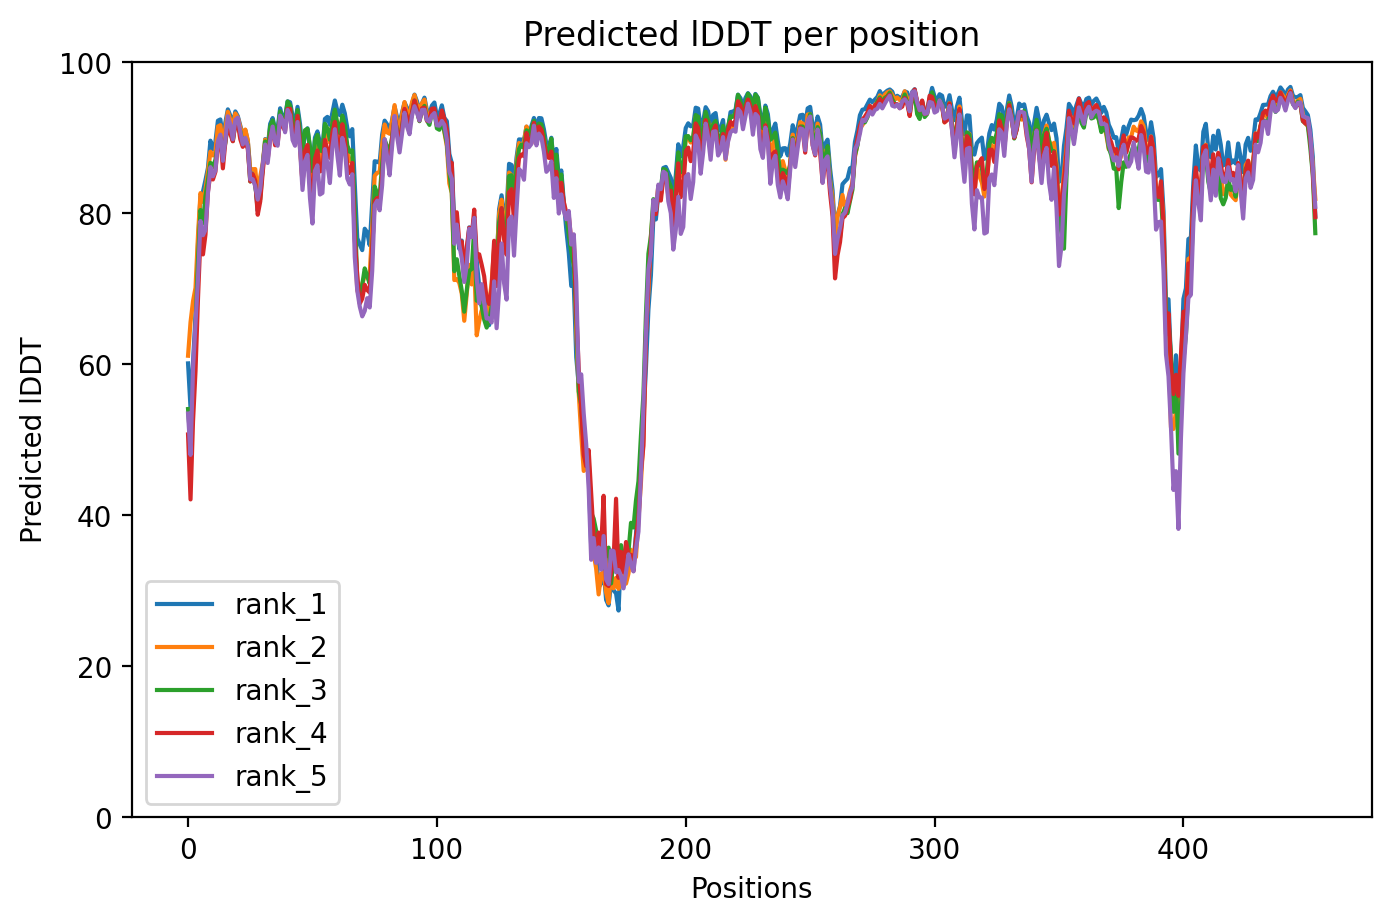 Predicted lDDT per position
100
80
60
40
20
0
Predicted lDDT
rank_1
rank_2
rank_3
rank_4
rank_5
0 100 200 300 400
Positions